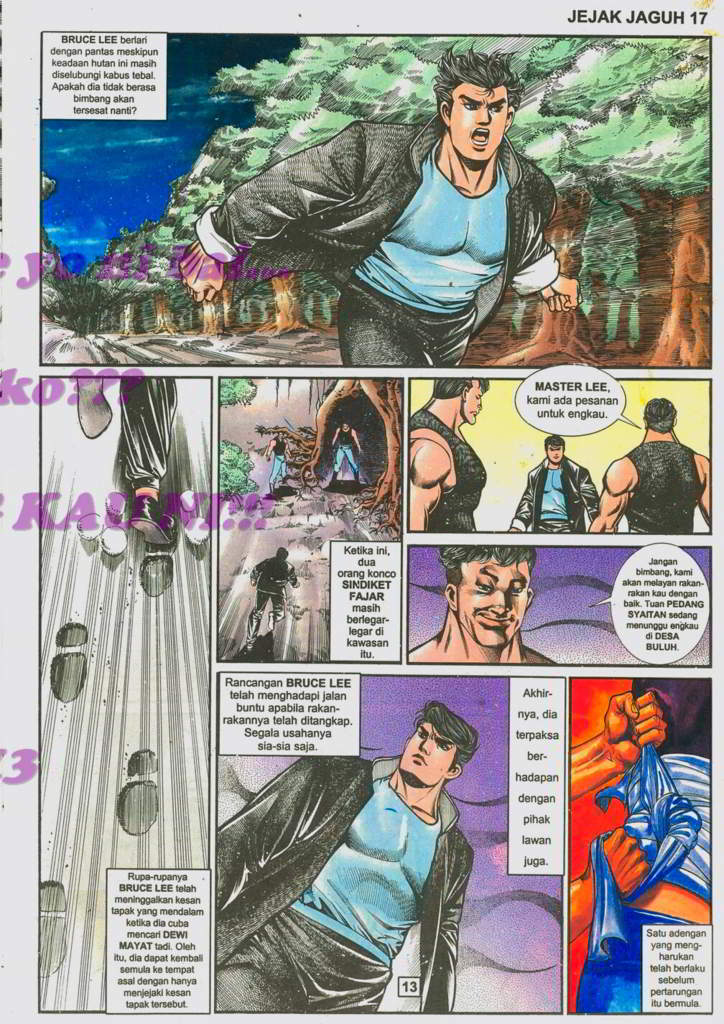 JEJAK JAGUH 17
BRUCE LEE berlari
dengan pantas meskipun
keadaan hutan ini masih
diselubungi kabus tebal.
Apakah dia tidak berasa
bimbang akan
tersesat nanti?
Rupa-rupanya
BRUCE LEE telah
meninggalkan kesan
tapak yang mendalam
ketika dia cuba
mencari DEWI
MAYAT tadi. Oleh
itu, dia dapat kembali
semula ke tempat
asal dengan hanya
menjejaki kesan
tapak tersebut.
Ketika ini,
dua
orang konco
SINDIKET
FAJAR
masih
berlegar-
legar di
kawasan
itu.
MASTER LEE,
kami ada pesanan
untuk engkau.
Jangan
bimbang, kami
akan melayan rakan-
rakan kau dengan
baik. Tuan PEDANG
SYAITAN sedang
menunggu engkau
di DESA
BULUH.
Rancangan BRUCE LEE
telah menghadapi jalan
buntu apabila rakan-
rakannya telah ditangkap.
Segala usahanya
sia-sia saja.
Akhir-
nya, dia
terpaksa
ber-
hadapan
dengan
pihak
lawan
juga.
Satu adengan
yang meng-
harukan
telah berlaku
sebelum
pertarungan
itu bermula.
13